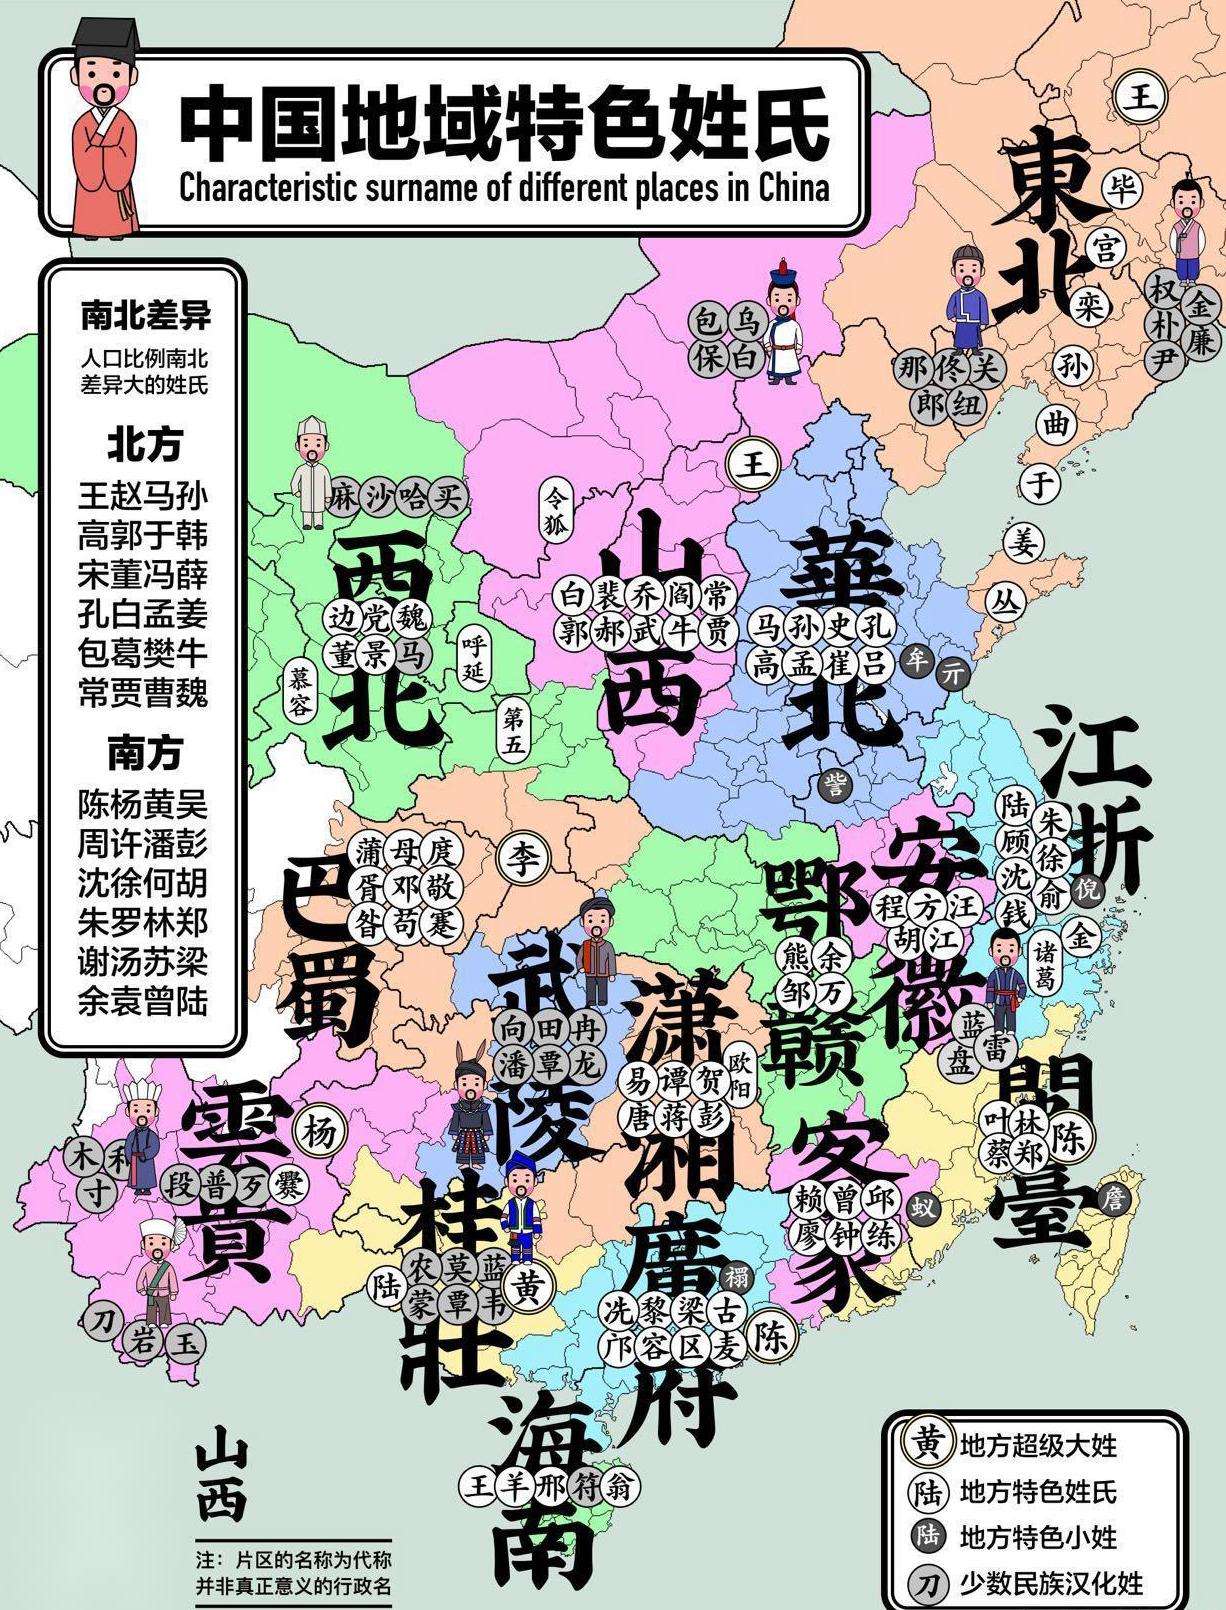 中国地域特色姓氏
Characteristic surname of different places in China
南北差异
人口比例南北
差异大的姓氏
北方
王赵马孙
高郭于韩
宋董冯薛
孔白孟姜
包葛樊牛
常贾曹魏
南方
陈杨黄吴
周许潘彭
沈徐何胡
朱罗林郑
谢汤苏梁
余袁曾陆
東北
王
毕
宫
栾
孙
曲
于
姜
丛
权金
朴廉
尹
那佟关
郎纽
包乌
保白
王
西北
麻沙哈买
边党魏
董景马
慕容
呼延
第五
山西
令狐
白裴乔阎常
郭郝武牛贾
華北
马孙史孔
高孟崔吕
牟
亓
訾
江折
陆朱
顾徐
沈俞
钱
倪
金
诸葛
安徽
程方汪
胡江
鄂赣
熊余
邹万
巴蜀
李
蒲母庹
胥邓敬
昝苟蹇
武陵
向田冉
潘覃龙
潇湘
欧阳
易谭贺
唐蒋彭
蓝
雷
盘
閩臺
叶林陈
蔡郑
詹
安家
赖曾邱
廖钟练
蚁
雲貴
杨
木和
寸
段普歹爨
刀岩玉
桂壯
陆
农莫蓝
蒙覃韦
黄
廣府
禤
冼黎梁古
邝容区麦
陈
海南
王羊邢符翁
山西
注：片区的名称为代称
并非真正意义的行政名
黄 地方超级大姓
陆 地方特色姓氏
陆 地方特色小姓
刀 少数民族汉化姓